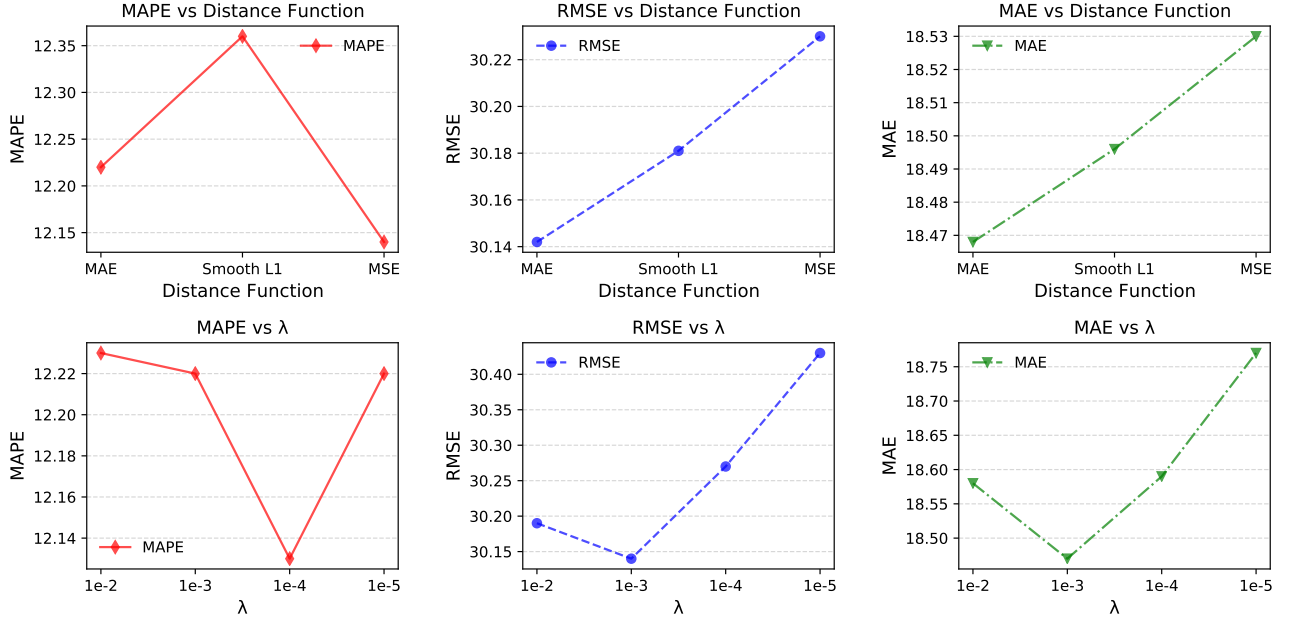 MAPE vs Distance Function
MAPE
12.35
12.30
12.25
12.20
12.15
MAPE
MAE
Smooth L1
MSE
Distance Function
RMSE vs Distance Function
RMSE
30.22
30.20
30.18
30.16
30.14
RMSE
MAE
Smooth L1
MSE
Distance Function
MAE vs Distance Function
MAE
18.53
18.52
18.51
18.50
18.49
18.48
18.47
MAE
MAE
Smooth L1
MSE
Distance Function
MAPE vs λ
MAPE
12.22
12.20
12.18
12.16
12.14
MAPE
1e-2
1e-3
1e-4
1e-5
λ
RMSE vs λ
RMSE
30.40
30.35
30.30
30.25
30.20
30.15
RMSE
1e-2
1e-3
1e-4
1e-5
λ
MAE vs λ
MAE
18.75
18.70
18.65
18.60
18.55
18.50
MAE
1e-2
1e-3
1e-4
1e-5
λ